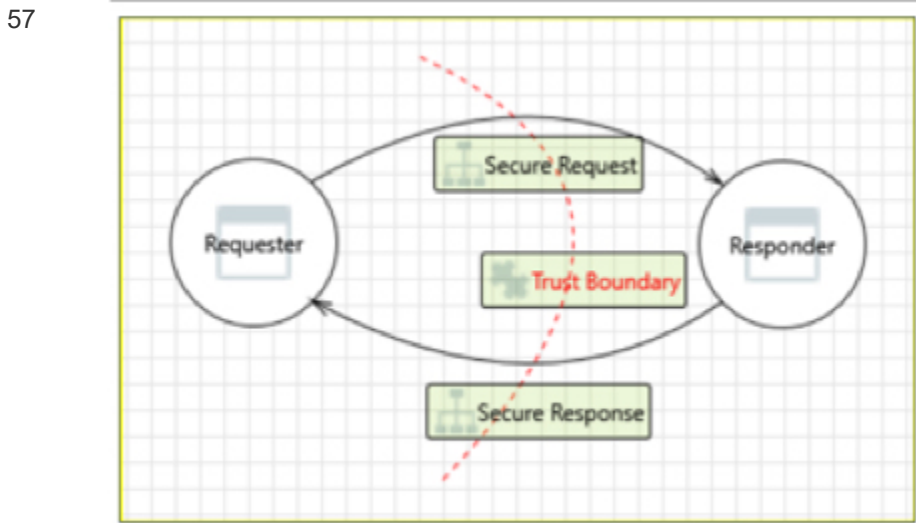 57
Secure Request
Requester
Responder
Trust Boundary
Secure Response